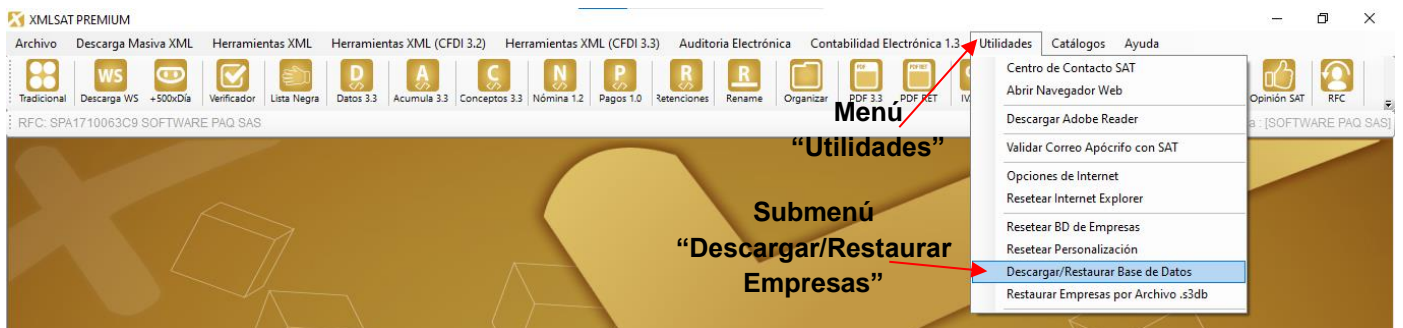 XMLSAT PREMIUM
Archivo Descarga Masiva XML Herramientas XML Herramientas XML (CFDI 3.2) Herramientas XML (CFDI 3.3) Auditoria Electrónica Contabilidad Electrónica 1.3 Utilidades Catálogos Ayuda
WS D A C N P R R PDF PDF RET
Tradicional Descarga WS +500xDía Verificador Lista Negra Datos 3.3 Acumula 3.3 Conceptos 3.3 Nómina 1.2 Pagos 1.0 Retenciones Rename Organizar PDF 3.3 PDF RET Opinión SAT RFC
RFC: SPA1710063C9 SOFTWARE PAQ SAS : [SOFTWARE PAQ SAS]
Centro de Contacto SAT
Abrir Navegador Web
Descargar Adobe Reader
Validar Correo Apócrifo con SAT
Opciones de Internet
Resetear Internet Explorer
Resetear BD de Empresas
Resetear Personalización
Descargar/Restaurar Base de Datos
Restaurar Empresas por Archivo .s3db
Menú
“Utilidades”
Submenú
“Descargar/Restaurar
Empresas”